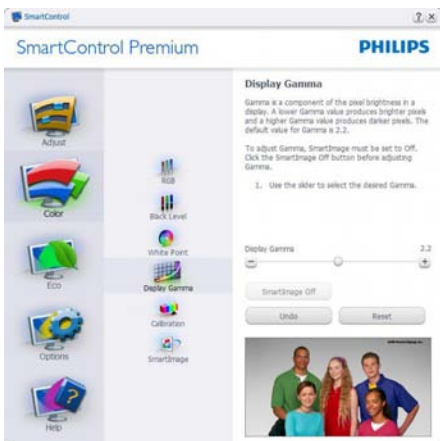 SmartControl
SmartControl Premium
PHILIPS
Adjust
Color
Eco
Options
Help
RGB
Black Level
White Point
Display Gamma
Calibration
SmartImage
Display Gamma
Gamma is a component of the pixel brightness in a
display. A lower Gamma value produces brighter pixels
and a higher Gamma value produces darker pixels. The
default value for Gamma is 2.2.
To adjust Gamma, SmartImage must be set to Off.
Click the SmartImage Off button before adjusting
Gamma.
1. Use the slider to select the desired Gamma.
Display Gamma 2.2
SmartImage Off
Undo Reset